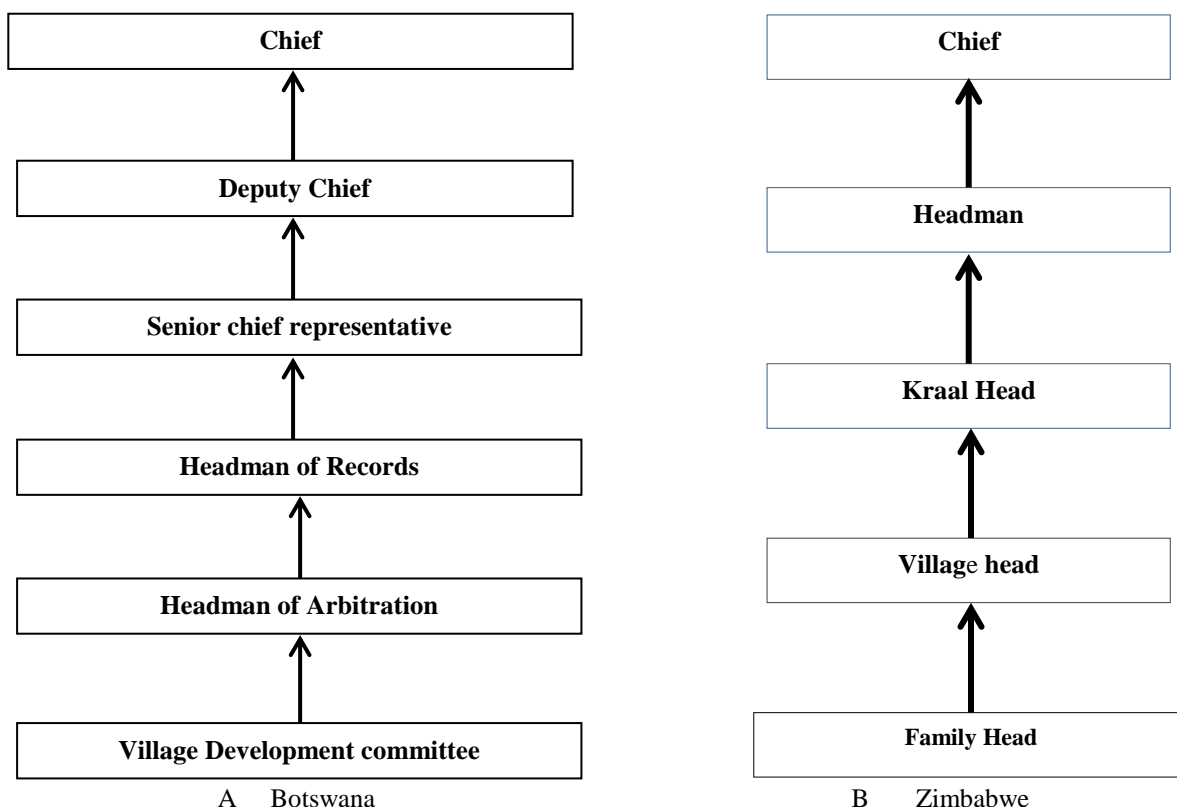 Chief
Deputy Chief
Senior chief representative
Headman of Records
Headman of Arbitration
Village Development committee
A Botswana
Chief
Headman
Kraal Head
Village head
Family Head
B Zimbabwe